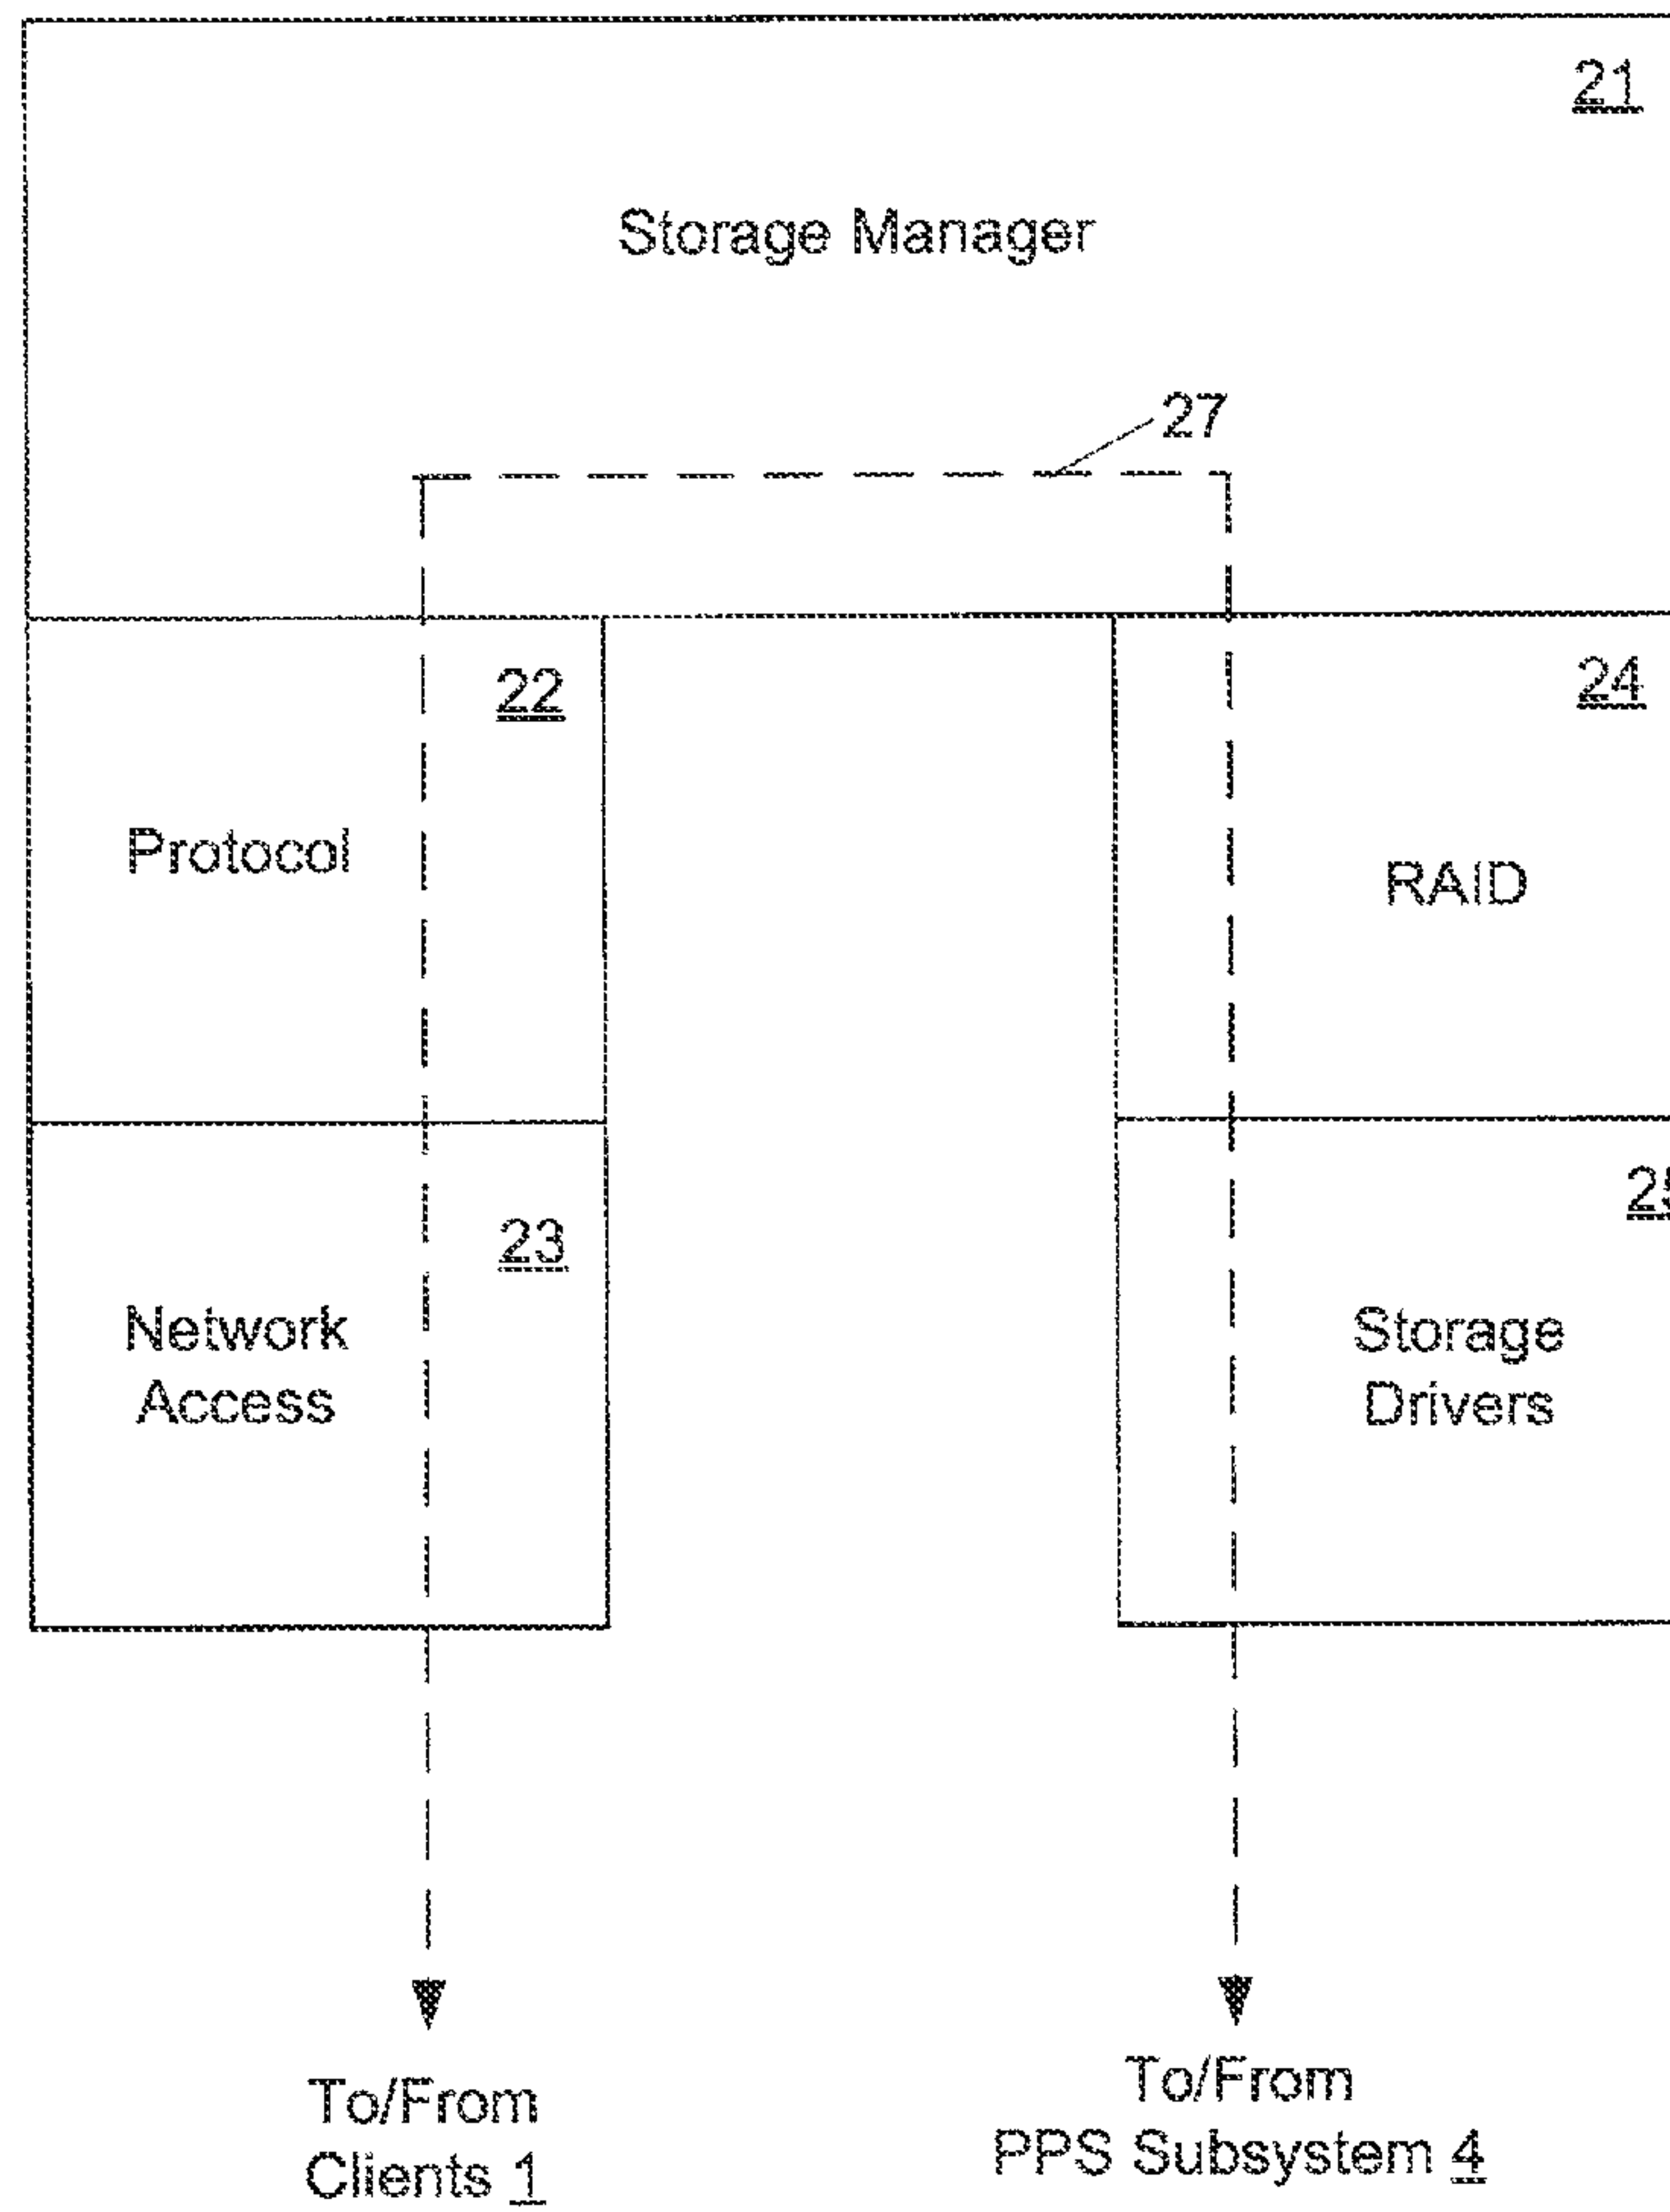 21
Storage Manager
27
22
24
Protocol
RAID
23
25
Network
Access
Storage
Drivers
To/From
Clients 1
To/From
PPS Subsystem 4